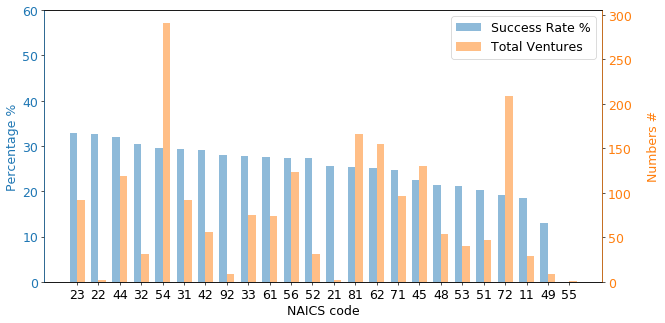 Success Rate %
Total Ventures
Percentage %
60
50
40
30
20
10
0
Numbers #
300
250
200
150
100
50
0
23 22 44 32 54 31 42 92 33 61 56 52 21 81 62 71 45 48 53 51 72 11 49 55
NAICS code